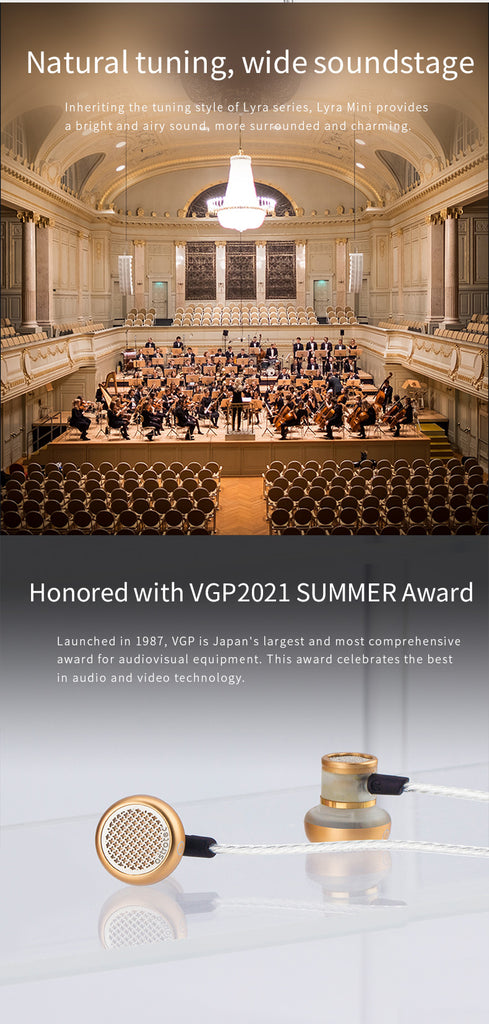 Natural tuning, wide soundstage
Inheriting the tuning style of Lyra series, Lyra Mini provides
a bright and airy sound, more surrounded and charming.
Honored with VGP2021 SUMMER Award
Launched in 1987, VGP is Japan's largest and most comprehensive
award for audiovisual equipment. This award celebrates the best
in audio and video technology.
astrotec